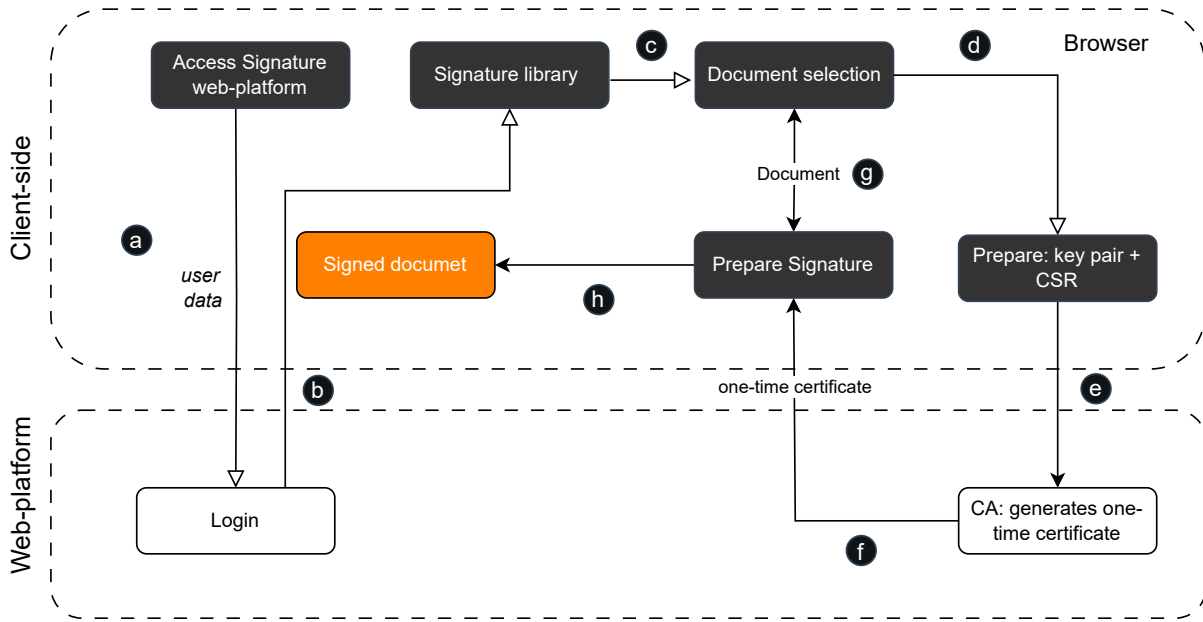 Client-side
Browser
Access Signature
web-platform
Signature library
c
Document selection
d
Document
g
a
user
data
Signed documet
h
Prepare Signature
Prepare: key pair +
CSR
b
one-time certificate
e
Web-platform
Login
f
CA: generates one-
time certificate